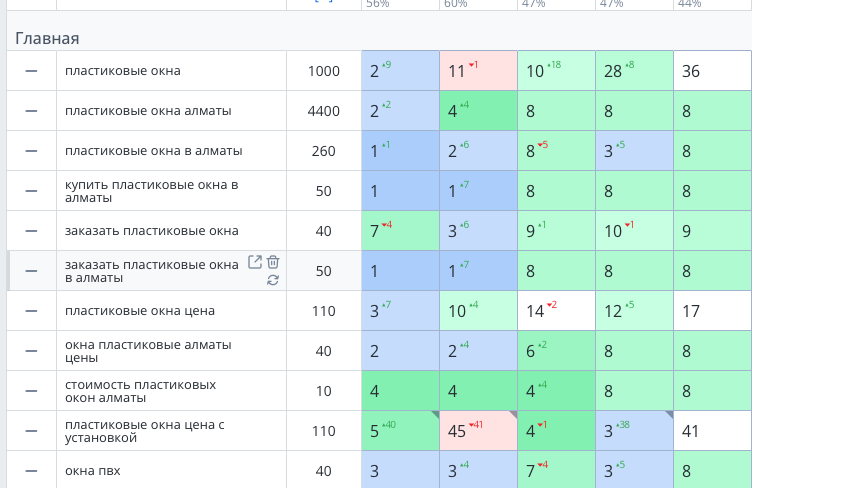 56% 60% 47% 47% 44%
Главная
пластиковые окна 1000 2 9 11 1 10 18 28 8 36
пластиковые окна алматы 4400 2 2 4 4 8 8 8
пластиковые окна в алматы 260 1 1 2 6 8 5 3 5 8
купить пластиковые окна в
алматы 50 1 1 7 8 8 8
заказать пластиковые окна 40 7 4 3 6 9 1 10 1 9
заказать пластиковые окна
в алматы 50 1 1 7 8 8 8
пластиковые окна цена 110 3 7 10 4 14 2 12 5 17
окна пластиковые алматы
цены 40 2 2 4 6 2 8 8
стоимость пластиковых
окон алматы 10 4 4 4 4 8 8
пластиковые окна цена с
установкой 110 5 40 45 41 4 1 3 38 41
окна пвх 40 3 3 4 7 4 3 5 8